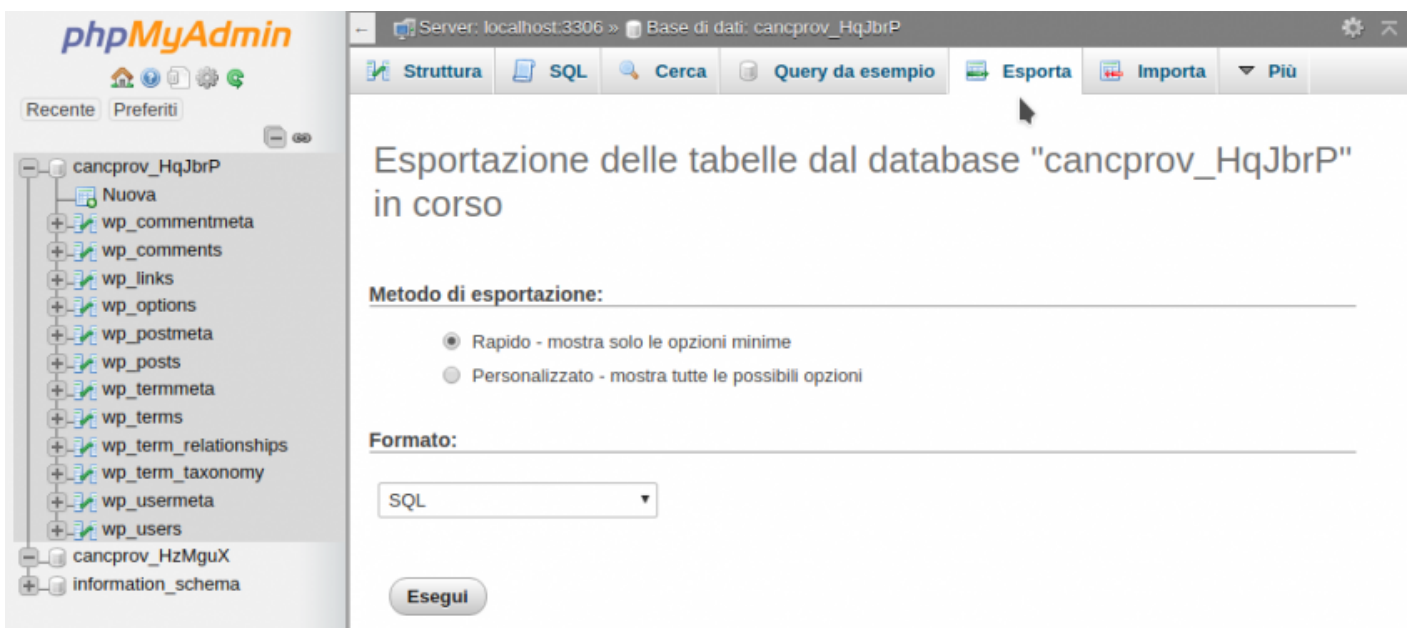 phpMyAdmin
Recente Preferiti
cancprov_HqJbrP
Nuova
wp_commentmeta
wp_comments
wp_links
wp_options
wp_postmeta
wp_posts
wp_termmeta
wp_terms
wp_term_relationships
wp_term_taxonomy
wp_usermeta
wp_users
cancprov_HzMguX
information_schema
Server: localhost:3306 » Base di dati: cancprov_HqJbrP
Struttura SQL Cerca Query da esempio Esporta Importa Più
Esportazione delle tabelle dal database "cancprov_HqJbrP"
in corso
Metodo di esportazione:
Rapido - mostra solo le opzioni minime
Personalizzato - mostra tutte le possibili opzioni
Formato:
SQL
Esegui